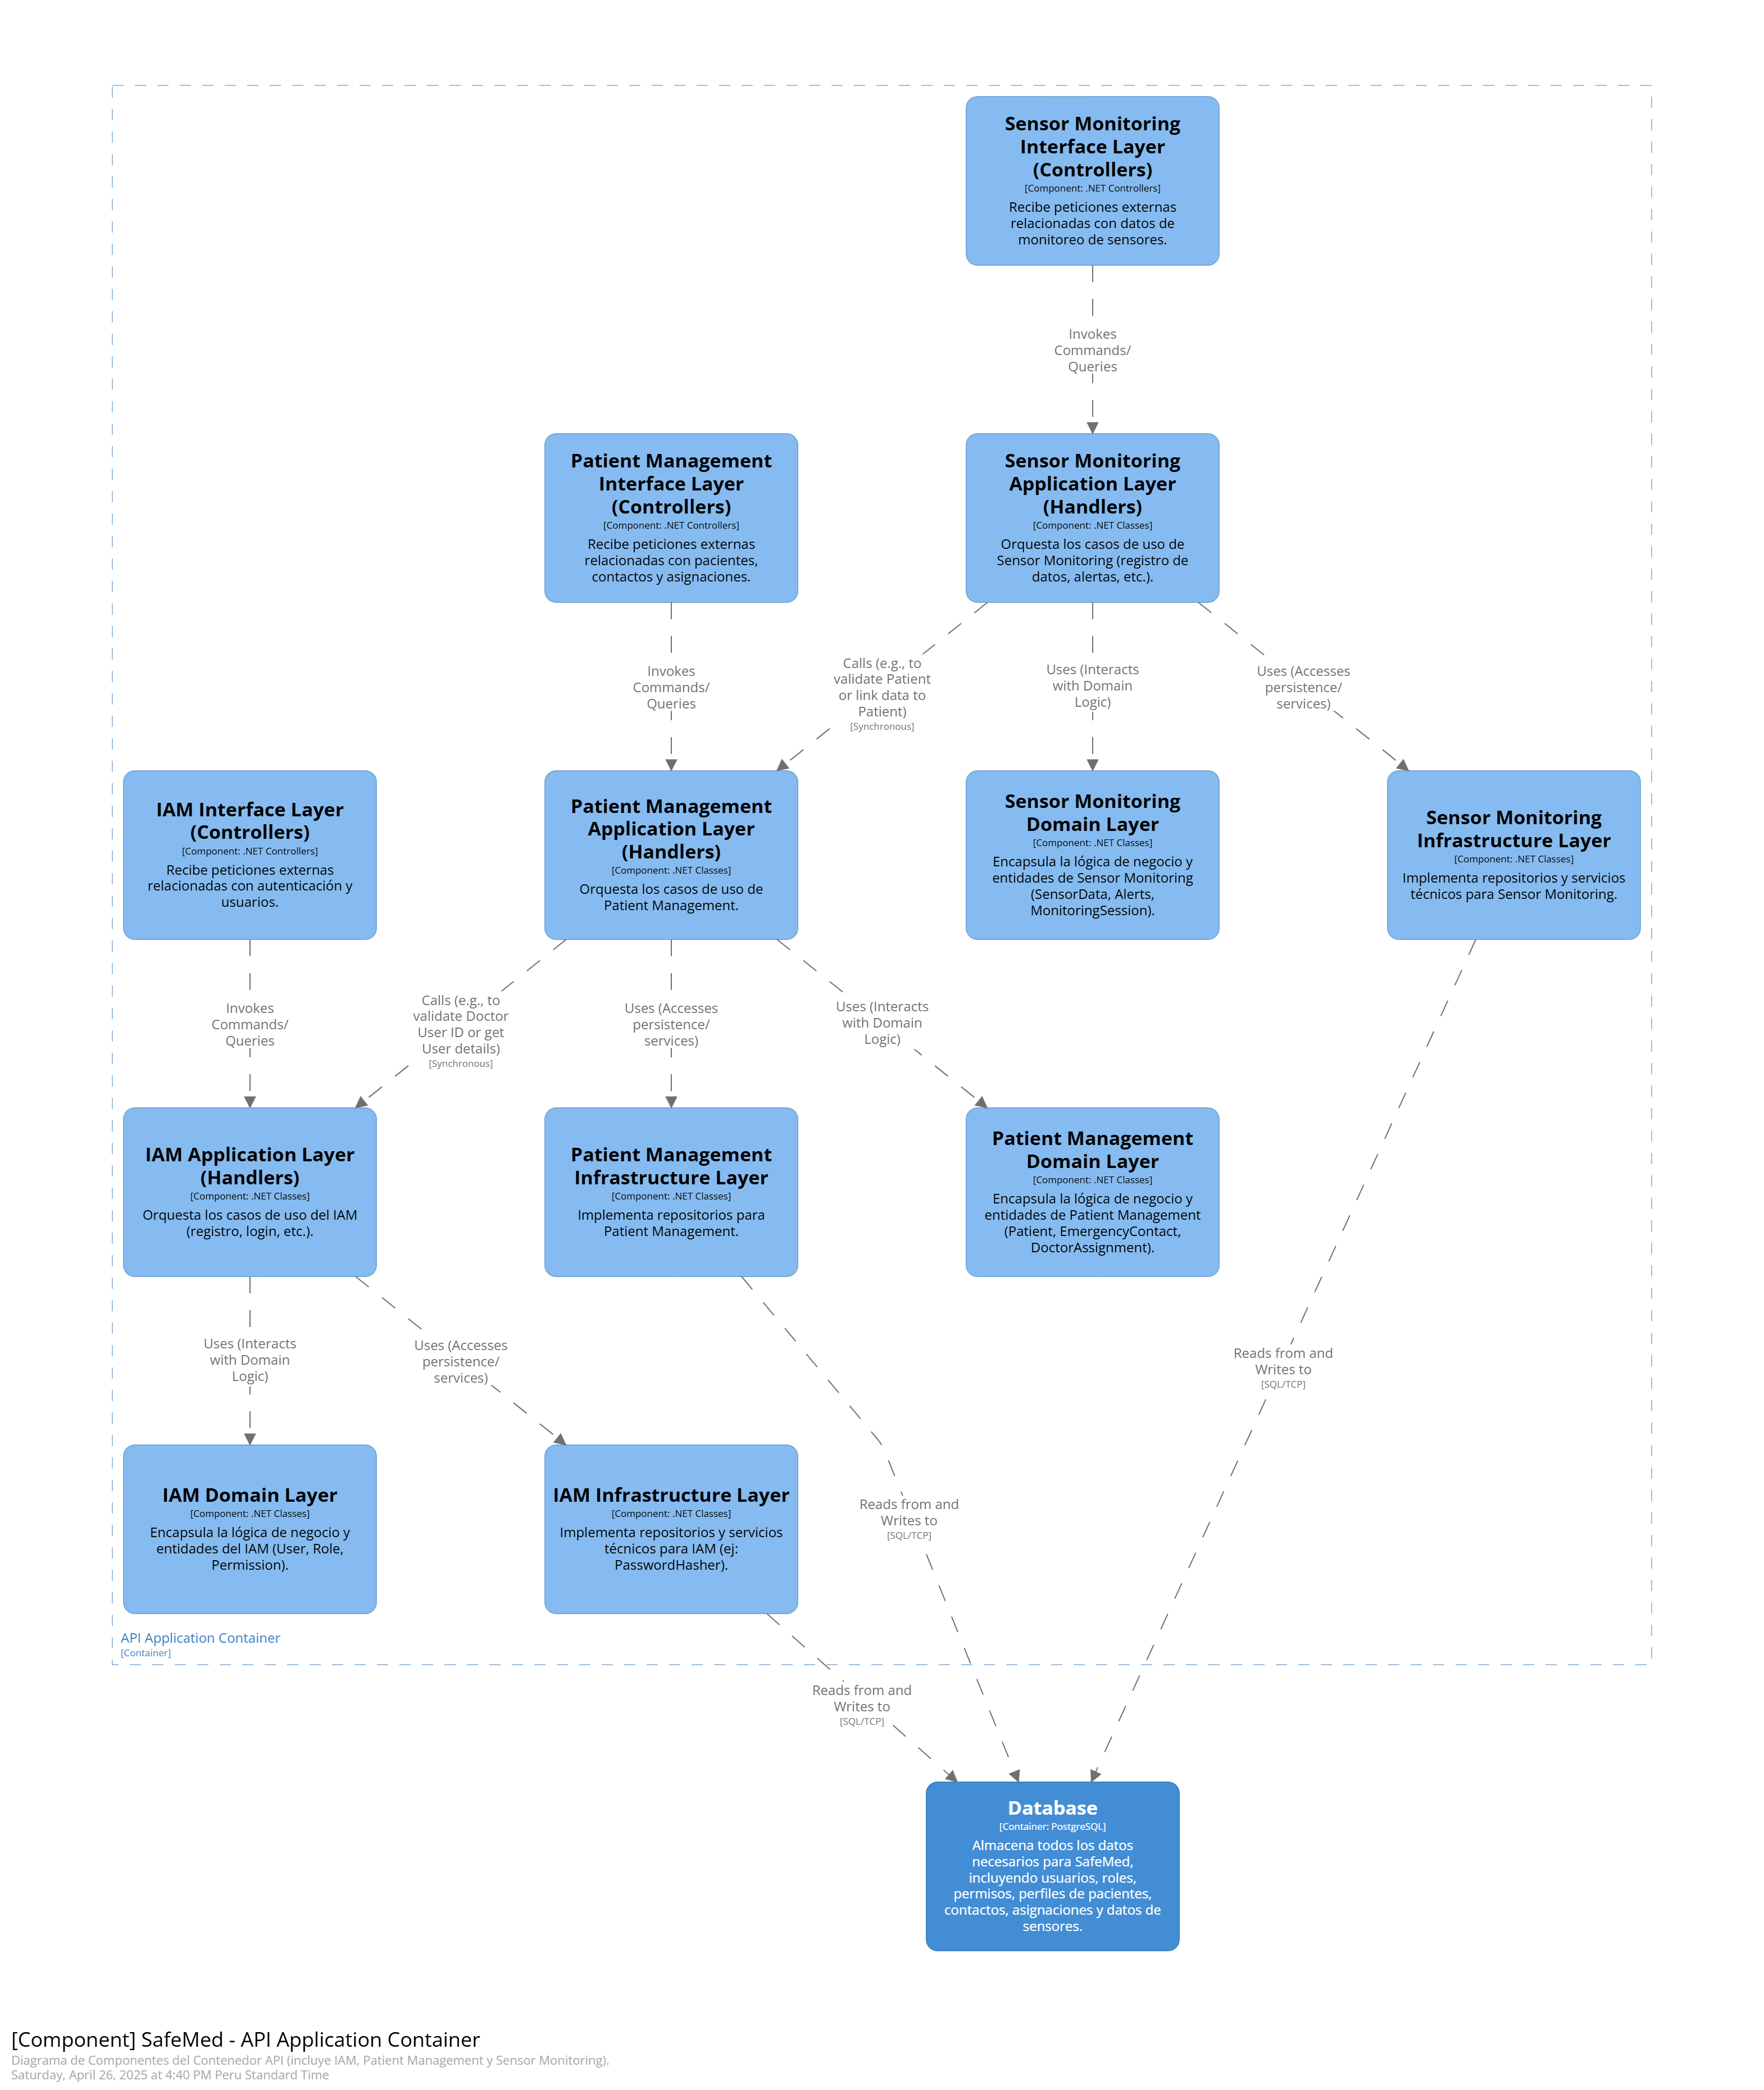 Sensor Monitoring
Interface Layer
(Controllers)
[Component: .NET Controllers]
Recibe peticiones externas
relacionadas con datos de
monitoreo de sensores.
Invokes
Commands/
Queries
Patient Management
Interface Layer
(Controllers)
[Component: .NET Controllers]
Recibe peticiones externas
relacionadas con pacientes,
contactos y asignaciones.
Sensor Monitoring
Application Layer
(Handlers)
[Component: .NET Classes]
Orquesta los casos de uso de
Sensor Monitoring (registro de
datos, alertas, etc.).
Invokes
Commands/
Queries
Calls (e.g., to
validate Patient
or link data to
Patient)
[Synchronous]
Uses (Interacts
with Domain
Logic)
Uses (Accesses
persistence/
services)
IAM Interface Layer
(Controllers)
[Component: .NET Controllers]
Recibe peticiones externas
relacionadas con autenticación y
usuarios.
Patient Management
Application Layer
(Handlers)
[Component: .NET Classes]
Orquesta los casos de uso de
Patient Management.
Sensor Monitoring
Domain Layer
[Component: .NET Classes]
Encapsula la lógica de negocio y
entidades de Sensor Monitoring
(SensorData, Alerts,
MonitoringSession).
Sensor Monitoring
Infrastructure Layer
[Component: .NET Classes]
Implementa repositorios y servicios
técnicos para Sensor Monitoring.
Invokes
Commands/
Queries
Calls (e.g., to
validate Doctor
User ID or get
User details)
[Synchronous]
Uses (Accesses
persistence/
services)
Uses (Interacts
with Domain
Logic)
IAM Application Layer
(Handlers)
[Component: .NET Classes]
Orquesta los casos de uso del IAM
(registro, login, etc.).
Patient Management
Infrastructure Layer
[Component: .NET Classes]
Implementa repositorios para
Patient Management.
Patient Management
Domain Layer
[Component: .NET Classes]
Encapsula la lógica de negocio y
entidades de Patient Management
(Patient, EmergencyContact,
DoctorAssignment).
Uses (Interacts
with Domain
Logic)
Uses (Accesses
persistence/
services)
Reads from and
Writes to
[SQL/TCP]
IAM Domain Layer
[Component: .NET Classes]
Encapsula la lógica de negocio y
entidades del IAM (User, Role,
Permission).
IAM Infrastructure Layer
[Component: .NET Classes]
Implementa repositorios y servicios
técnicos para IAM (ej:
PasswordHasher).
Reads from and
Writes to
[SQL/TCP]
API Application Container
[Container]
Reads from and
Writes to
[SQL/TCP]
Database
[Container: PostgreSQL]
Almacena todos los datos
necesarios para SafeMed,
incluyendo usuarios, roles,
permisos, perfiles de pacientes,
contactos, asignaciones y datos de
sensores.
[Component] SafeMed - API Application Container
Diagrama de Componentes del Contenedor API (incluye IAM, Patient Management y Sensor Monitoring).
Saturday, April 26, 2025 at 4:40 PM Peru Standard Time